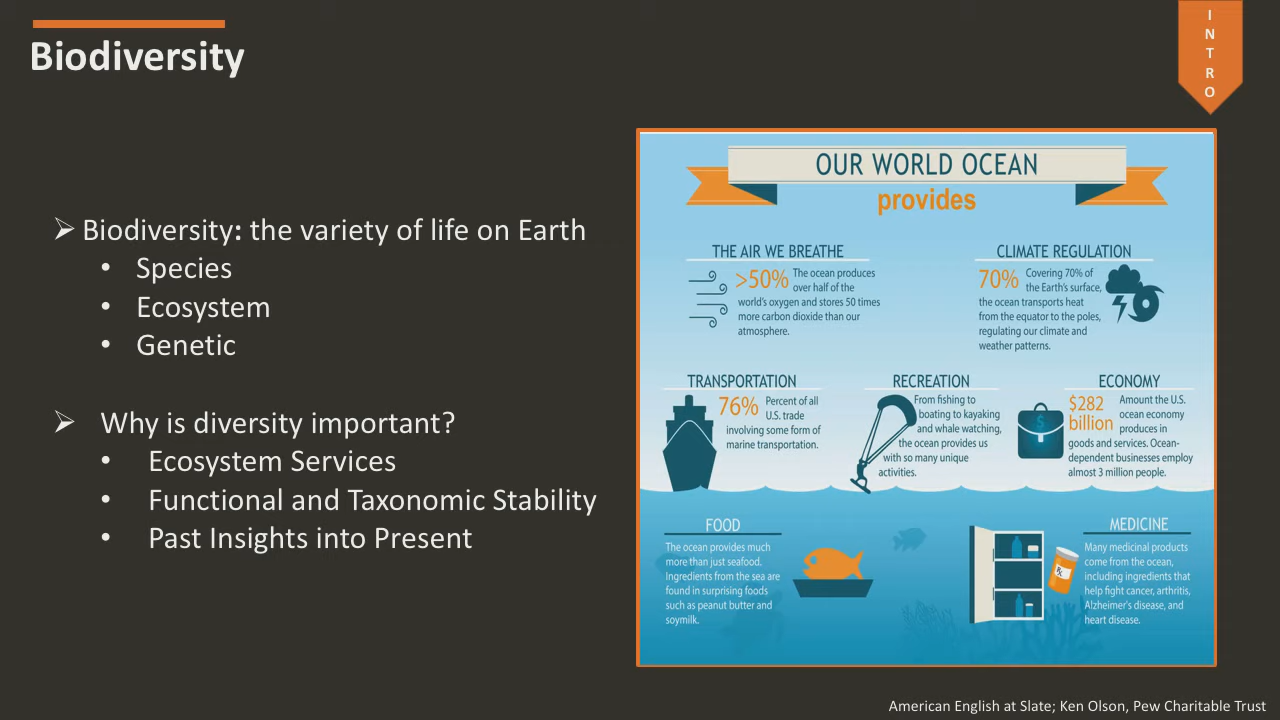 Biodiversity
I
N
T
R
O
➢ Biodiversity: the variety of life on Earth
• Species
• Ecosystem
• Genetic
➢ Why is diversity important?
• Ecosystem Services
• Functional and Taxonomic Stability
• Past Insights into Present
OUR WORLD OCEAN
provides
THE AIR WE BREATHE
>50% The ocean produces
over half of the
world's oxygen and stores 50 times
more carbon dioxide than our
atmosphere.
CLIMATE REGULATION
70% Covering 70% of
the Earth's surface,
the ocean transports heat
from the equator to the poles,
regulating our climate and
weather patterns.
TRANSPORTATION
76% Percent of all
U.S. trade
involving some form of
marine transportation.
RECREATION
From fishing to
boating to kayaking
and whale watching,
the ocean provides us
with so many unique
activities.
ECONOMY
$
$282 billion
Amount the U.S.
ocean economy
produces in
goods and services. Ocean-
dependent businesses employ
almost 3 million people.
FOOD
The ocean provides much
more than just seafood.
Ingredients from the sea are
found in surprising foods
such as peanut butter and
soymilk.
MEDICINE
Rx
Many medicinal products
come from the ocean,
including ingredients that
help fight cancer, arthritis,
Alzheimer's disease, and
heart disease.
American English at Slate; Ken Olson, Pew Charitable Trust